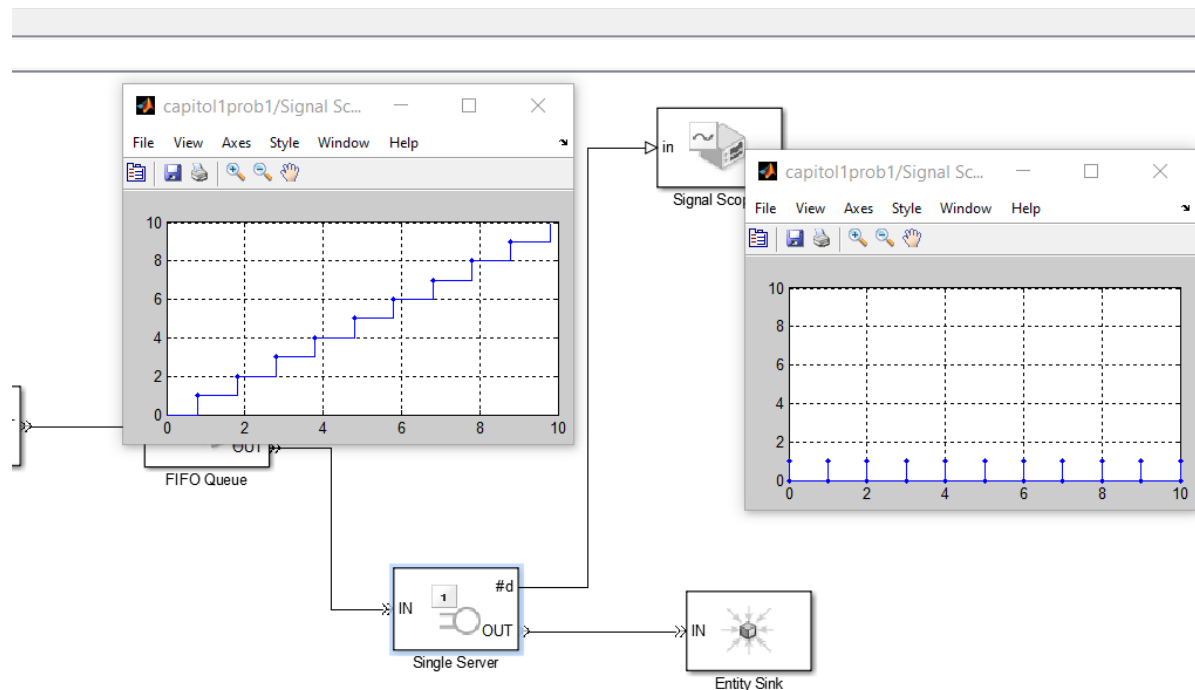 capitol1prob1/Signal Sc...
File View Axes Style Window Help
10
8
6
4
2
0
0 2 4 6 8 10
OUT
FIFO Queue
in
Signal
capitol1prob1/Signal Sc...
File View Axes Style Window Help
10
8
6
4
2
0
0 2 4 6 8 10
IN
1
#d
OUT
Single Server
IN
Entity Sink